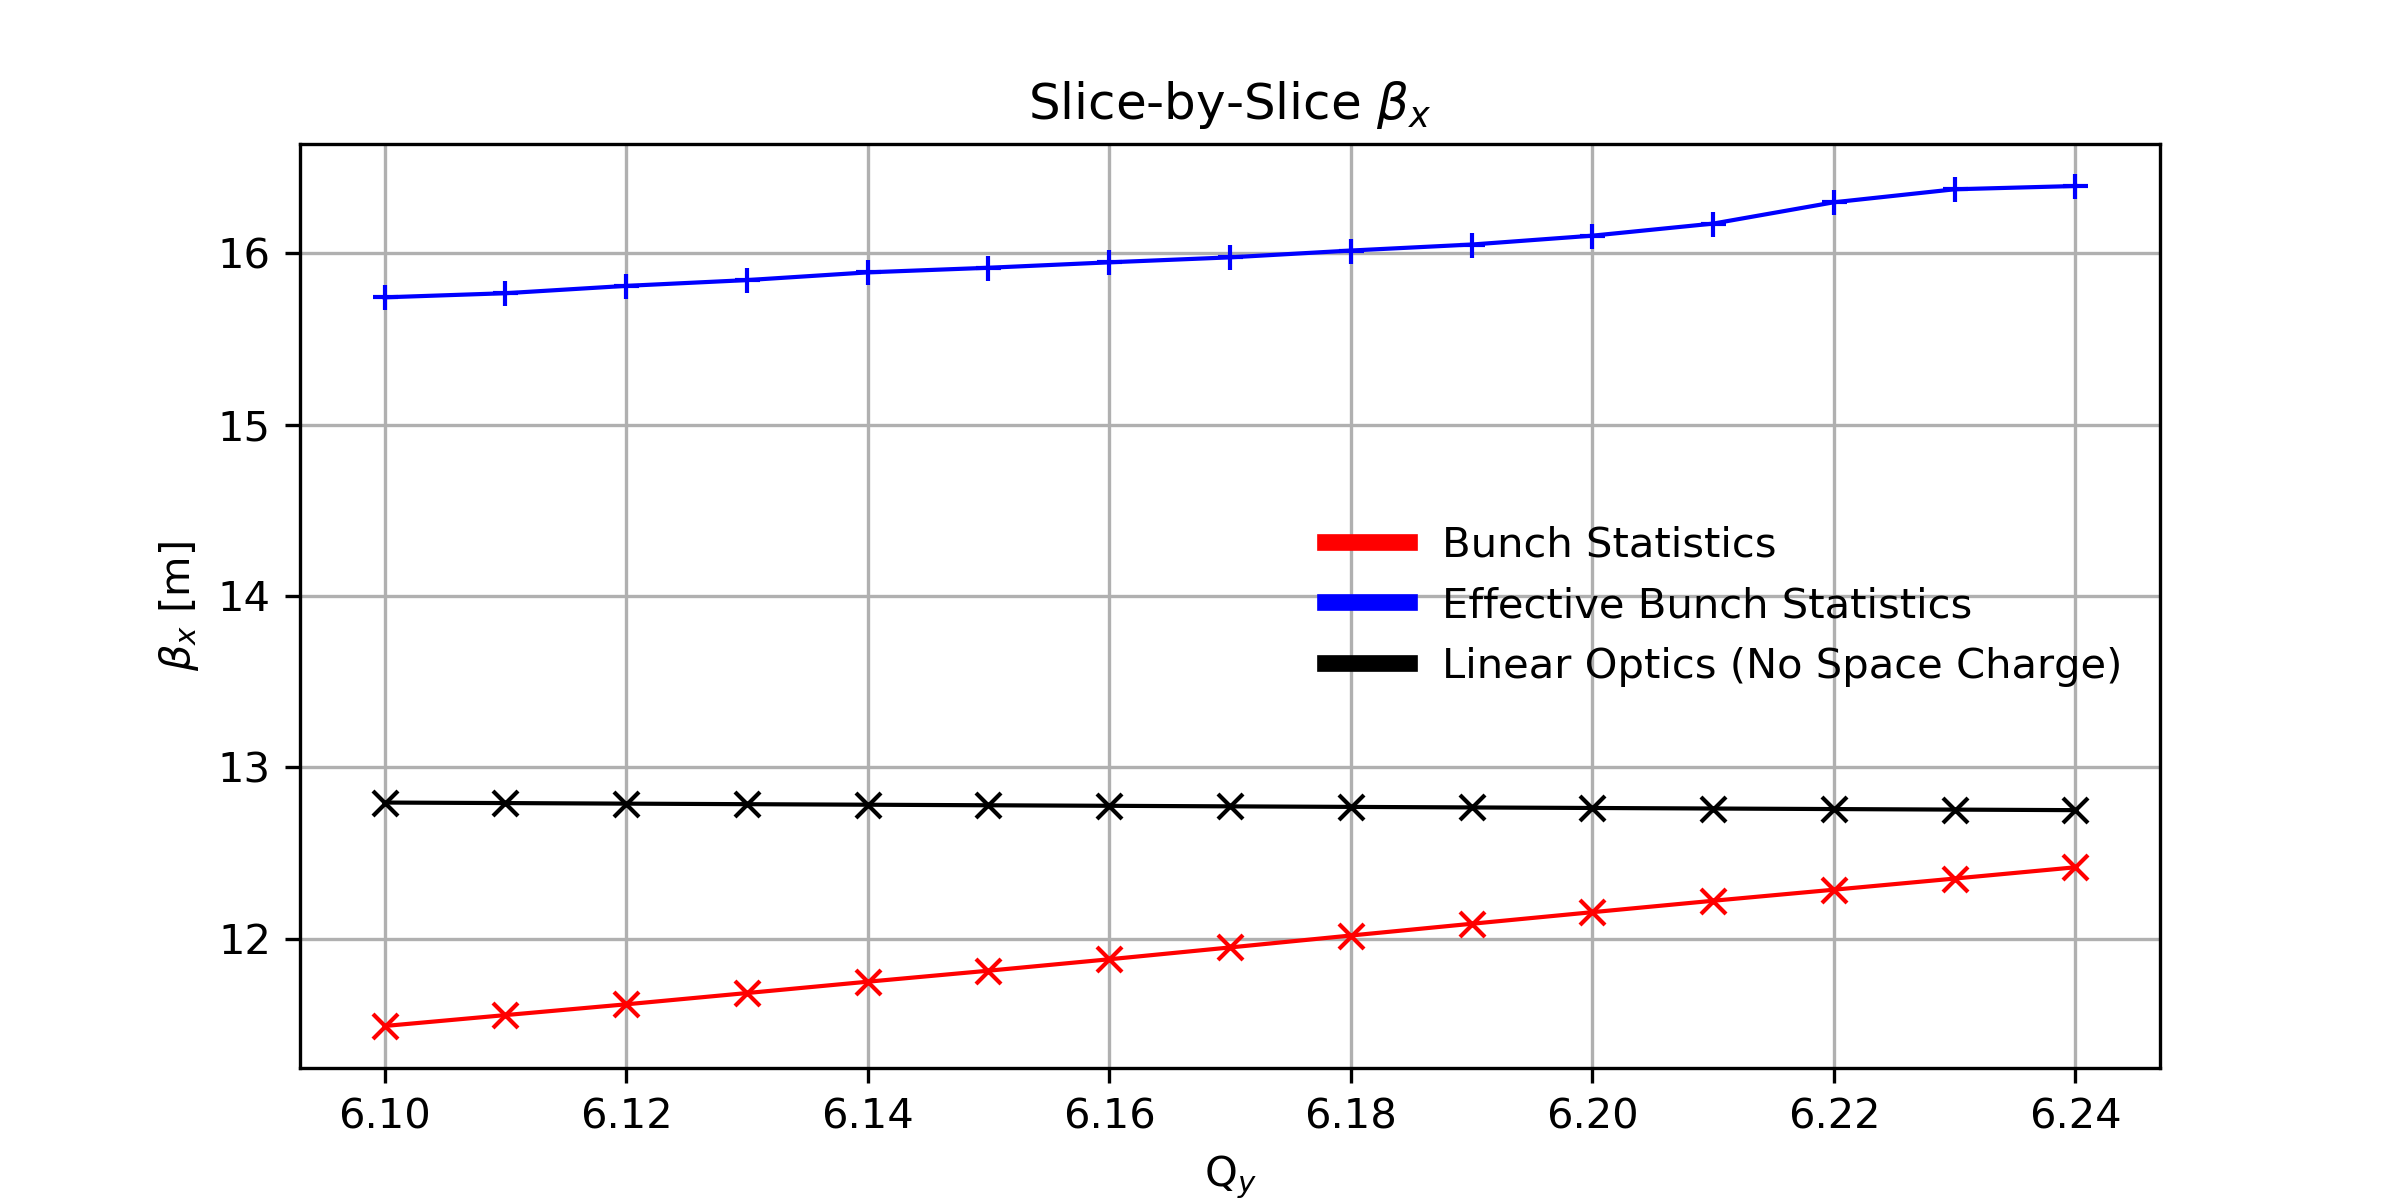 Slice-by-Slice βₓ
16
15
14
13
12
βₓ [m]
Bunch Statistics
Effective Bunch Statistics
Linear Optics (No Space Charge)
6.10 6.12 6.14 6.16 6.18 6.20 6.22 6.24
Qy